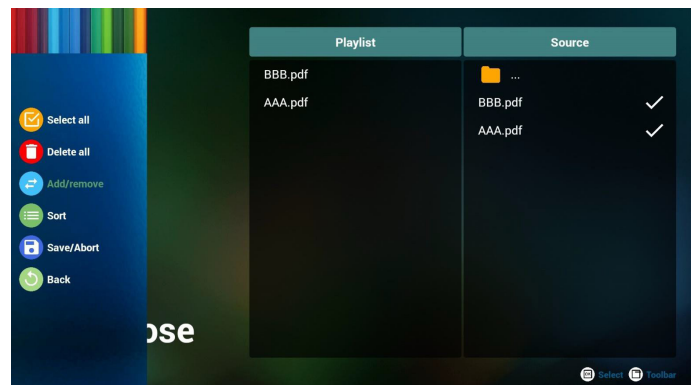 Playlist
Source
BBB.pdf
AAA.pdf
...
BBB.pdf
AAA.pdf
Select all
Delete all
Add/remove
Sort
Save/Abort
Back
ose
Select
Toolbar